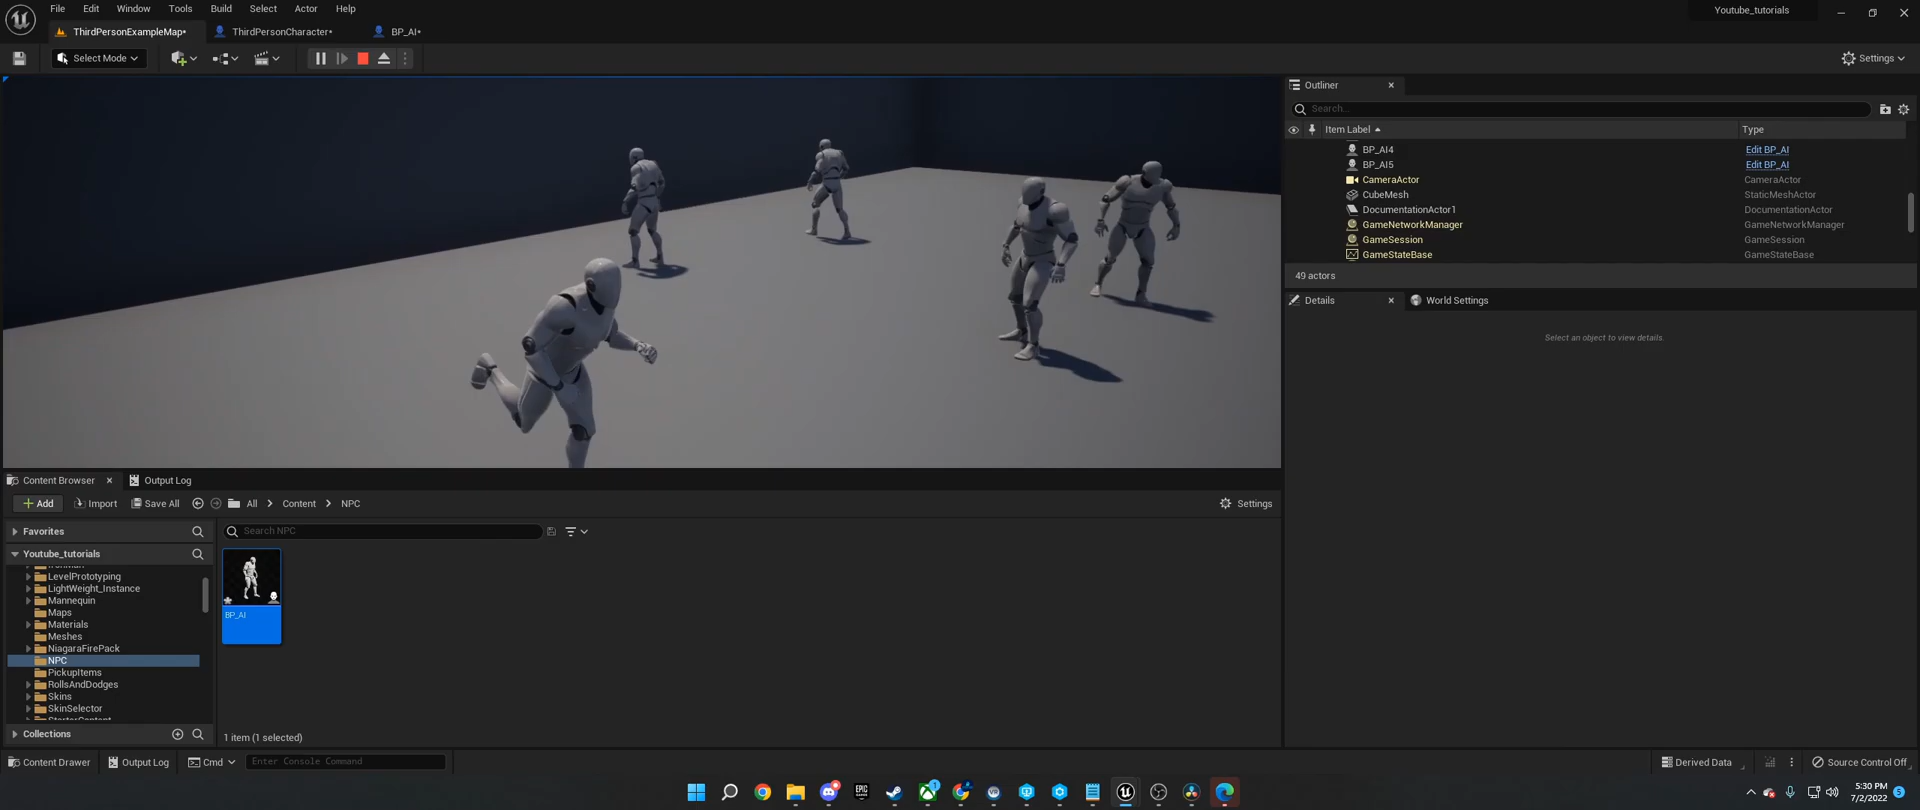 File Edit Window Tools Build Select Actor Help
Youtube_tutorials
ThirdPersonExampleMap• ThirdPersonCharacter• BP_AI•
Select Mode
Settings
Outliner
Search...
Item Label Type
BP_AI4 Edit BP_AI
BP_AI5 Edit BP_AI
CameraActor CameraActor
CubeMesh StaticMeshActor
DocumentationActor1 DocumentationActor
GameNetworkManager GameNetworkManager
GameSession GameSession
GameStateBase GameStateBase
49 actors
Details World Settings
Select an object to view details.
Content Browser Output Log
Add Import Save All All Content NPC Settings
Favorites
Search NPC
Youtube_tutorials
LevelPrototyping
LightWeight_Instance
Mannequin
Maps
Materials
Meshes
NiagaraFirePack
NPC
PickupItems
RollsAndDodges
Skins
SkinSelector
StarterContent
BP_AI
Collections
1 item (1 selected)
Content Drawer Output Log Cmd Enter Console Command
Derived Data Source Control Off
EPIC GAMES
5:30 PM
7/2/2022